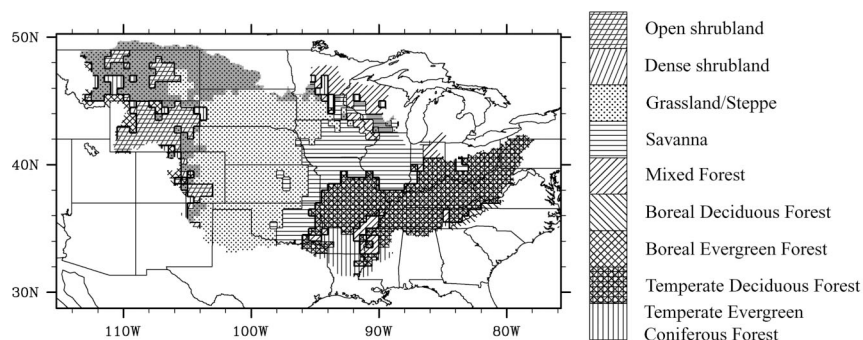 50N
40N
30N
110W
100W
90W
80W
Open shrubland
Dense shrubland
Grassland/Steppe
Savanna
Mixed Forest
Boreal Deciduous Forest
Boreal Evergreen Forest
Temperate Deciduous Forest
Temperate Evergreen
Coniferous Forest